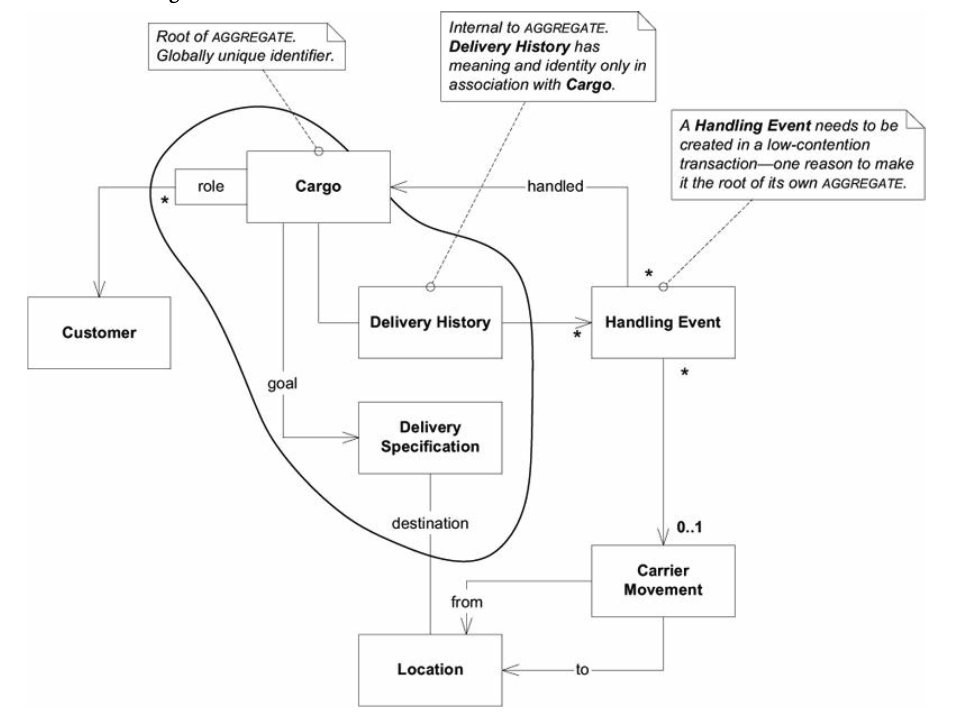 Root of AGGREGATE.
Globally unique identifier.
Internal to AGGREGATE.
Delivery History has
meaning and identity only in
association with Cargo.
A Handling Event needs to be
created in a low-contention
transaction—one reason to make
it the root of its own AGGREGATE.
role
Cargo
handled
*
*
Customer
Delivery History
*
Handling Event
*
goal
Delivery
Specification
destination
0..1
Carrier
Movement
from
Location
to